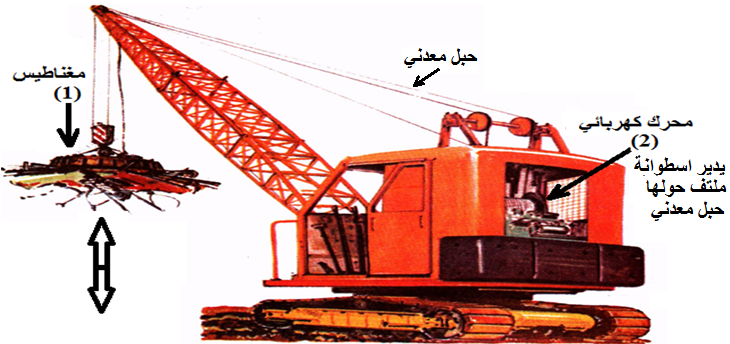 حبل معدني
مغناطيس
(1)
محرك كهربائي
(2)
يدير اسطوانة
ملتف حولها
حبل معدني